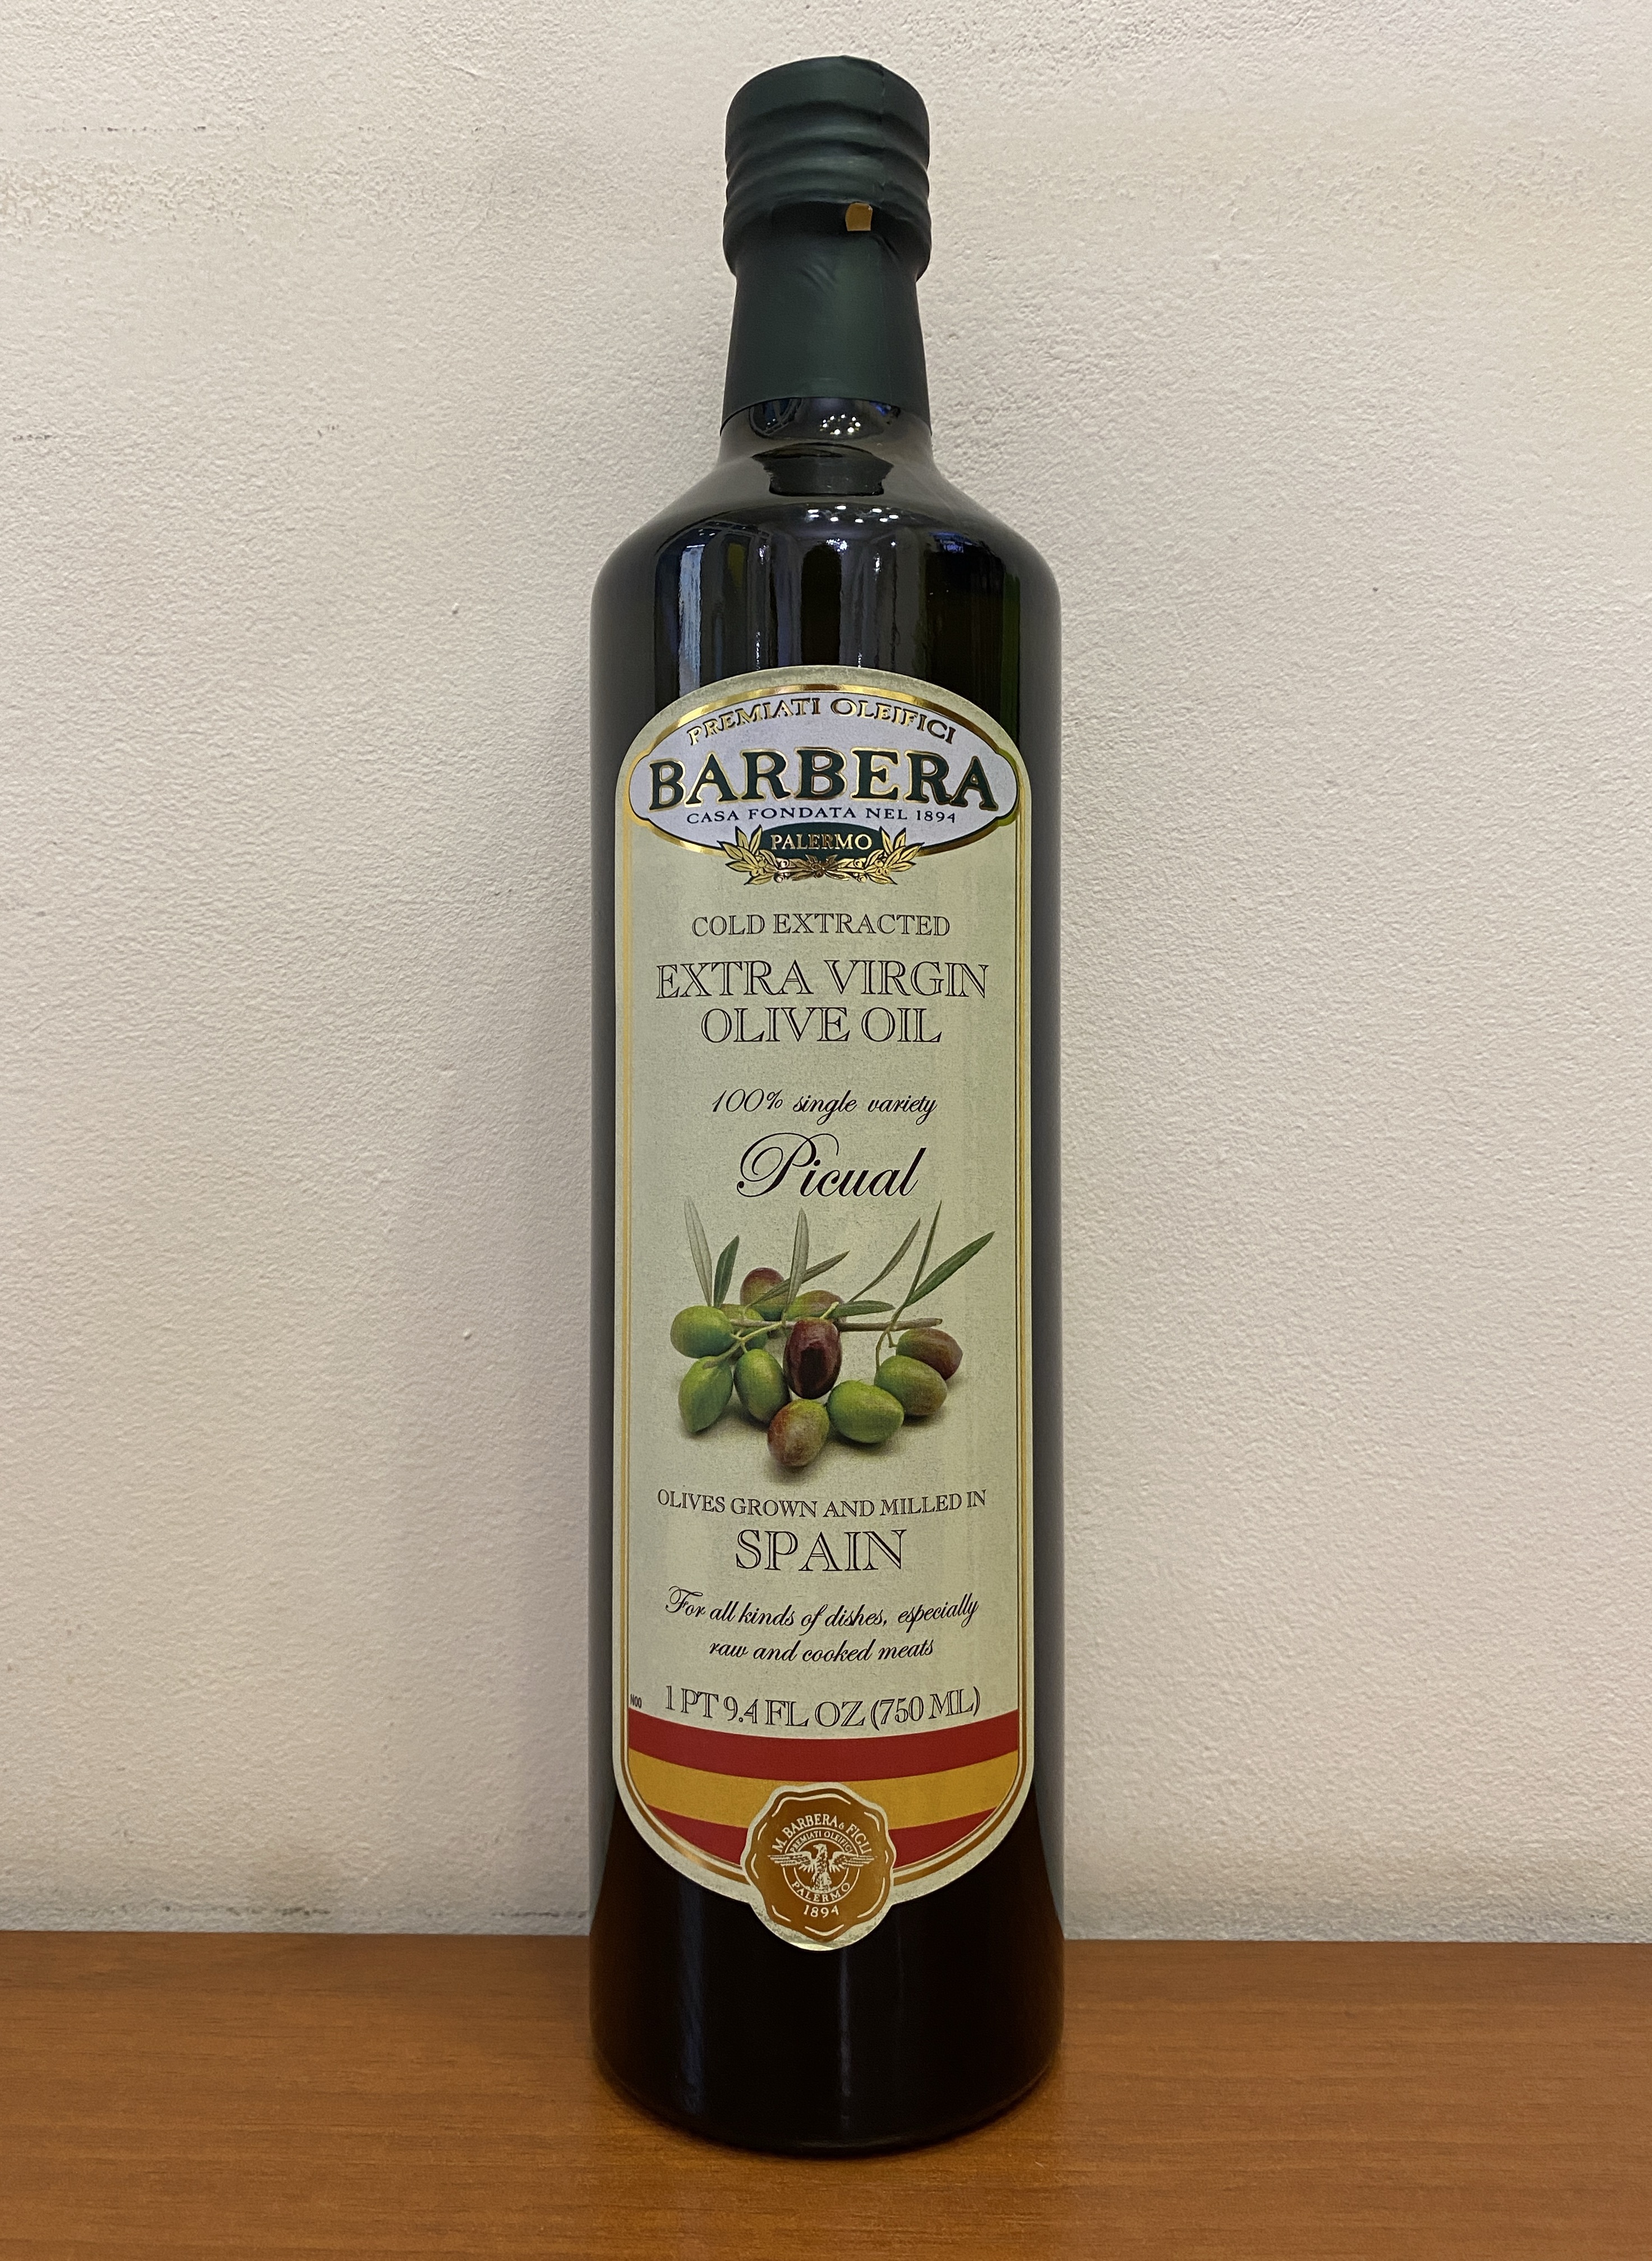 PREMIATI OLEIFICI
BARBERA
CASA FONDATA NEL 1894
PALERMO
COLD EXTRACTED
EXTRA VIRGIN
OLIVE OIL
100% single variety
Picual
OLIVES GROWN AND MILLED IN
SPAIN
For all kinds of dishes, especially
raw and cooked meats
N00
1 PT 9.4 FL OZ (750 ML)
M. BARBERA & FIGLI
PREMIATI OLEIFICI
PALERMO
1894